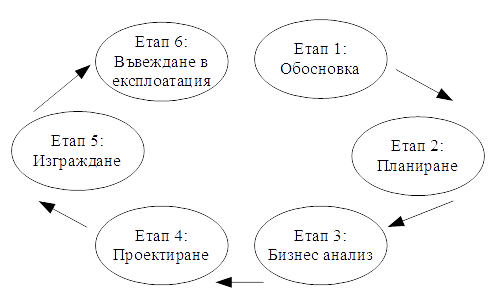 Етап 1:
Обосновка
Етап 2:
Планиране
Етап 3:
Бизнес анализ
Етап 4:
Проектиране
Етап 5:
Изграждане
Етап 6:
Въвеждане в
експлоатация